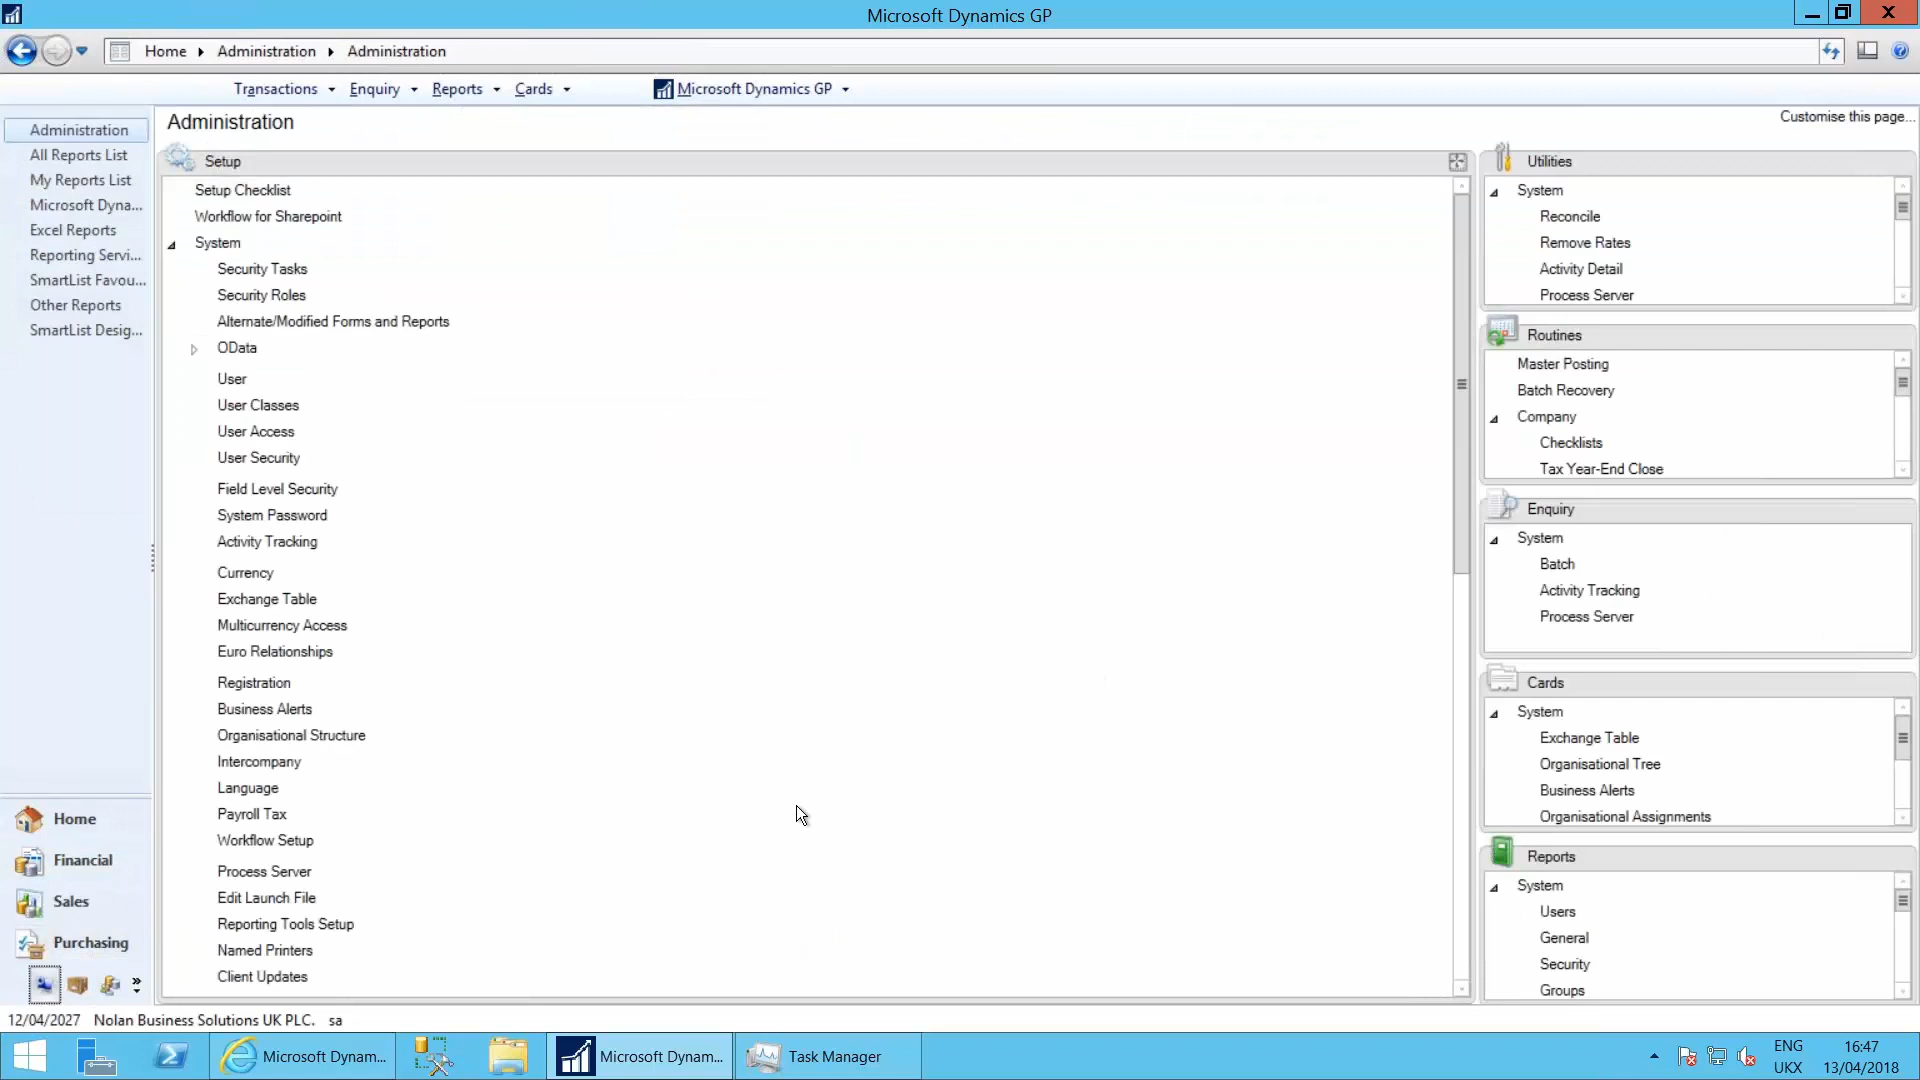 Microsoft Dynamics GP
Home Administration Administration
Transactions Enquiry Reports Cards Microsoft Dynamics GP
Administration
All Reports List
My Reports List
Microsoft Dyna...
Excel Reports
Reporting Servi...
SmartList Favou...
Other Reports
SmartList Desig...
Home
Financial
Sales
Purchasing
Administration
Customise this page...
Setup
Setup Checklist
Workflow for Sharepoint
System
Security Tasks
Security Roles
Alternate/Modified Forms and Reports
OData
User
User Classes
User Access
User Security
Field Level Security
System Password
Activity Tracking
Currency
Exchange Table
Multicurrency Access
Euro Relationships
Registration
Business Alerts
Organisational Structure
Intercompany
Language
Payroll Tax
Workflow Setup
Process Server
Edit Launch File
Reporting Tools Setup
Named Printers
Client Updates
Utilities
System
Reconcile
Remove Rates
Activity Detail
Process Server
Routines
Master Posting
Batch Recovery
Company
Checklists
Tax Year-End Close
Enquiry
System
Batch
Activity Tracking
Process Server
Cards
System
Exchange Table
Organisational Tree
Business Alerts
Organisational Assignments
Reports
System
Users
General
Security
Groups
12/04/2027 Nolan Business Solutions UK PLC. sa
Microsoft Dynam... Microsoft Dynam... Task Manager
ENG 16:47
UKX 13/04/2018